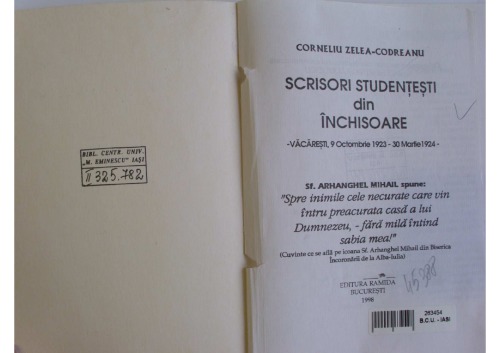 BIBL. CENTR. UNIV.
„M. EMINESCU" IAŞI
II 325.782
CORNELIU ZELEA-CODREANU
SCRISORI STUDENŢEŞTI
din
ÎNCHISOARE
-VĂCĂREŞTI, 9 Octombrie 1923 - 30 Martie 1924 -
Sf. ARHANGHEL MIHAIL spune:
"Spre inimile cele necurate care vin
întru preacurata casă a lui
Dumnezeu, - fără milă întind
sabia mea!"
(Cuvinte ce se află pe icoana Sf. Arhanghel Mihail din Biserica
Încoronării de la Alba-Iulia)
EDITURA RAMIDA
BUCUREŞTI
1998
263454
B.C.U. - IASI